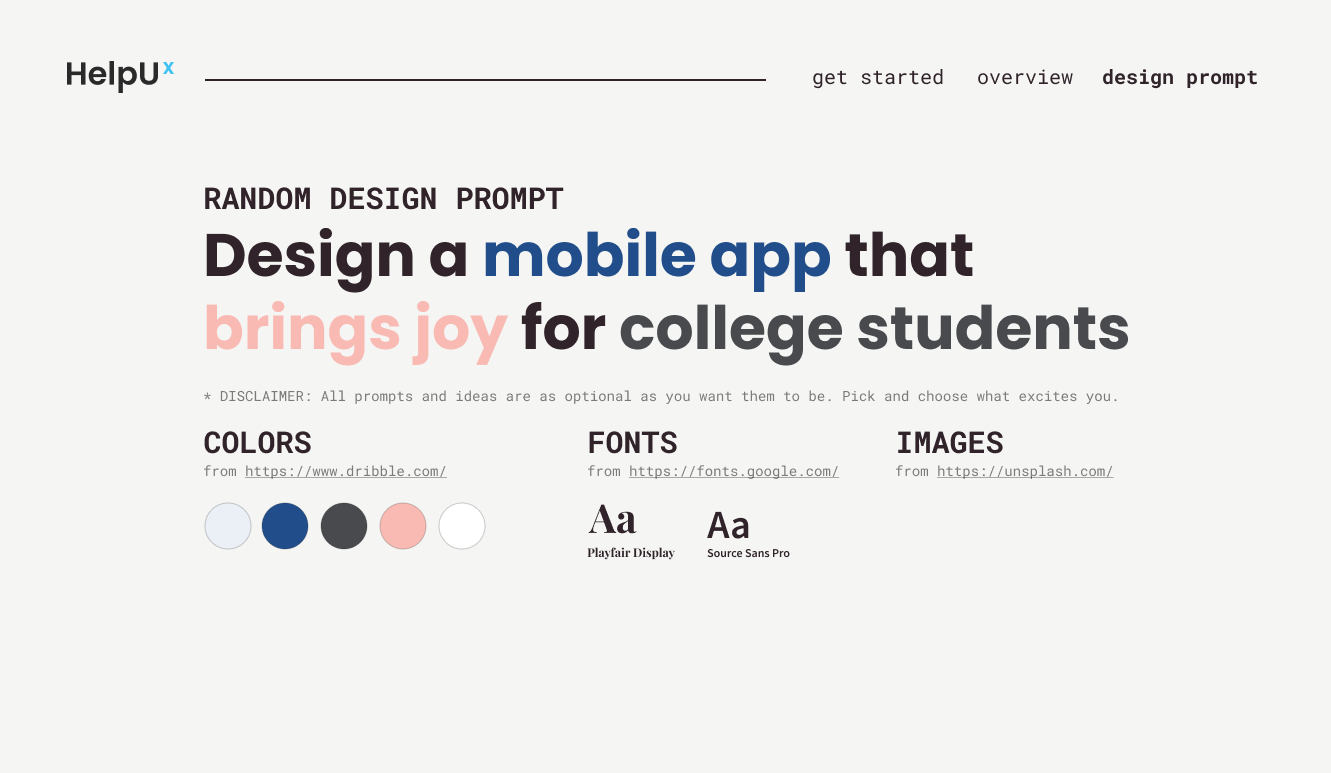 HelpUx
get started overview design prompt
RANDOM DESIGN PROMPT
Design a mobile app that
brings joy for college students
* DISCLAIMER: All prompts and ideas are as optional as you want them to be. Pick and choose what excites you.
COLORS FONTS IMAGES
from https://www.dribble.com/ from https://fonts.google.com/ from https://unsplash.com/
Aa Aa
Playfair Display Source Sans Pro